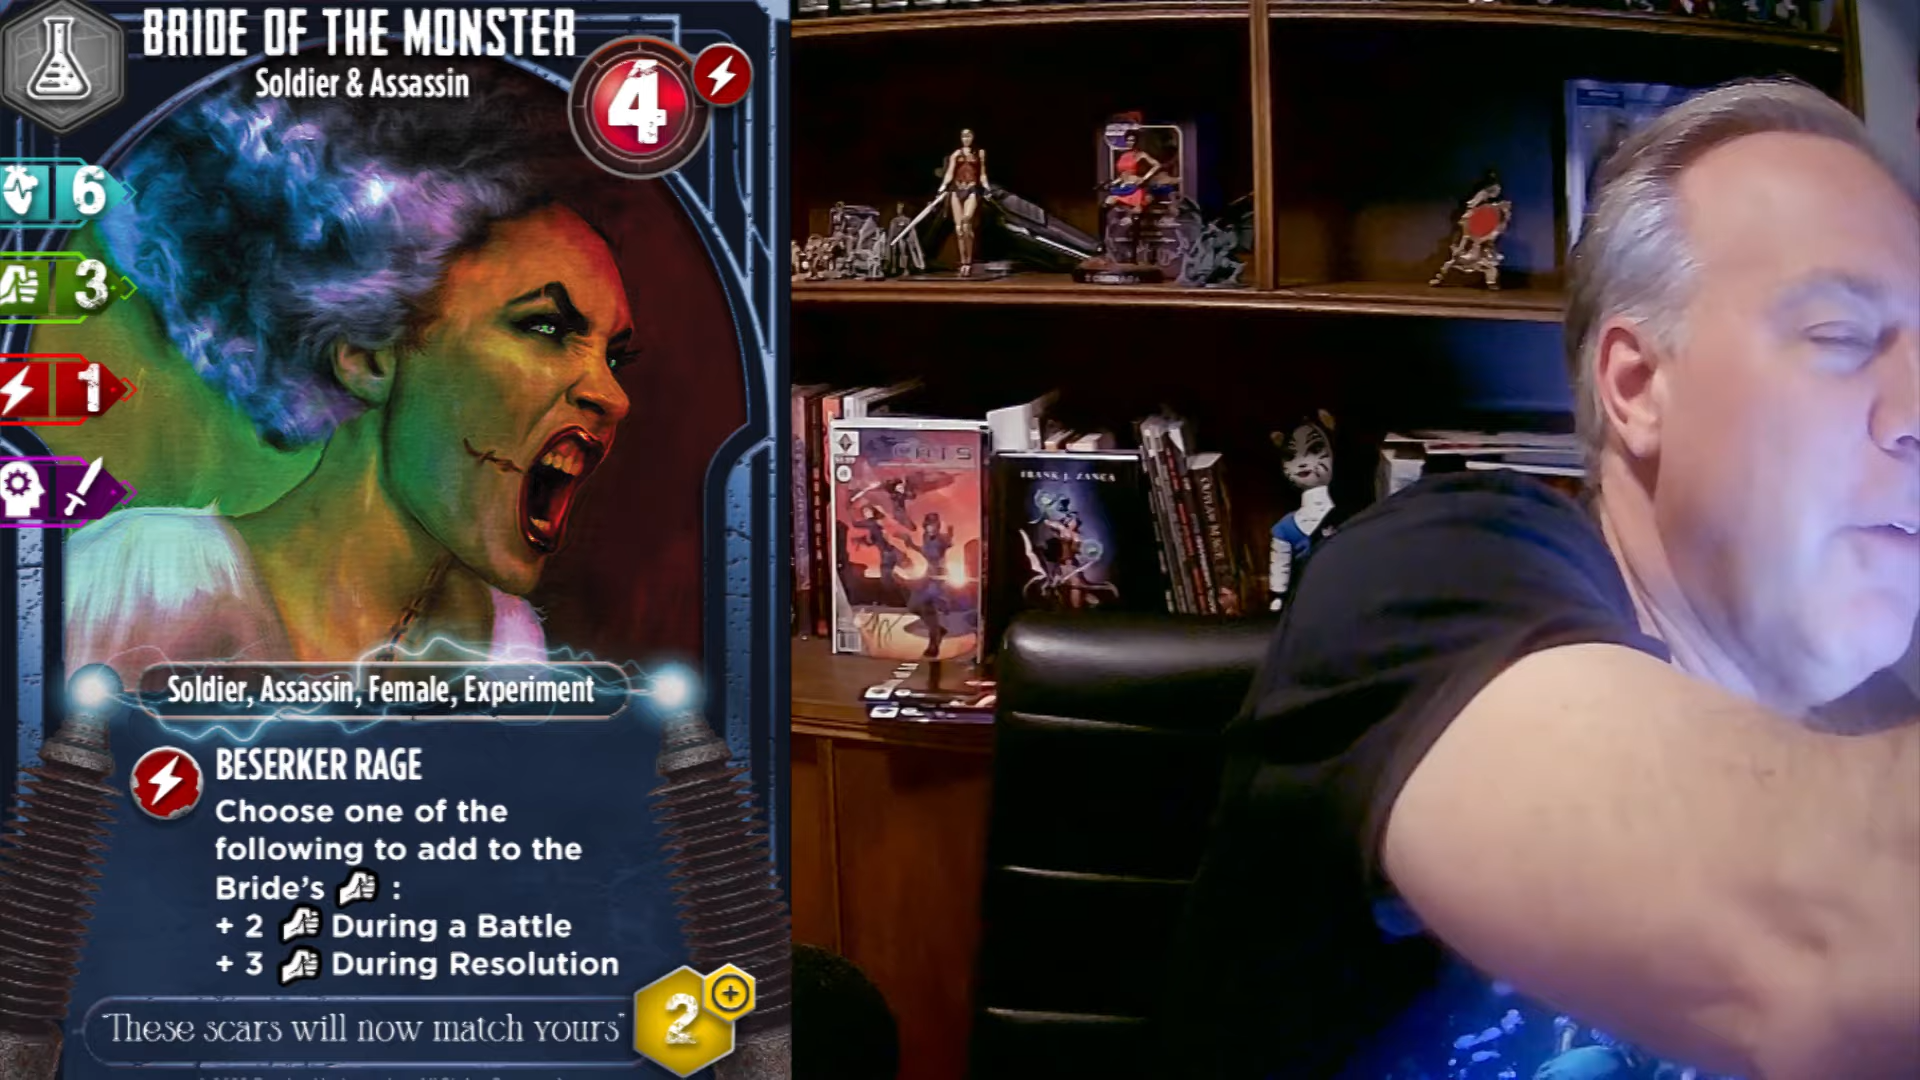 BRIDE OF THE MONSTER
Soldier & Assassin
4
6
3
1
Soldier, Assassin, Female, Experiment
BESERKER RAGE
Choose one of the
following to add to the
Bride's :
+ 2 During a Battle
+ 3 During Resolution
"These scars will now match yours"
2
FRANK J. ZANCA
DRACULA